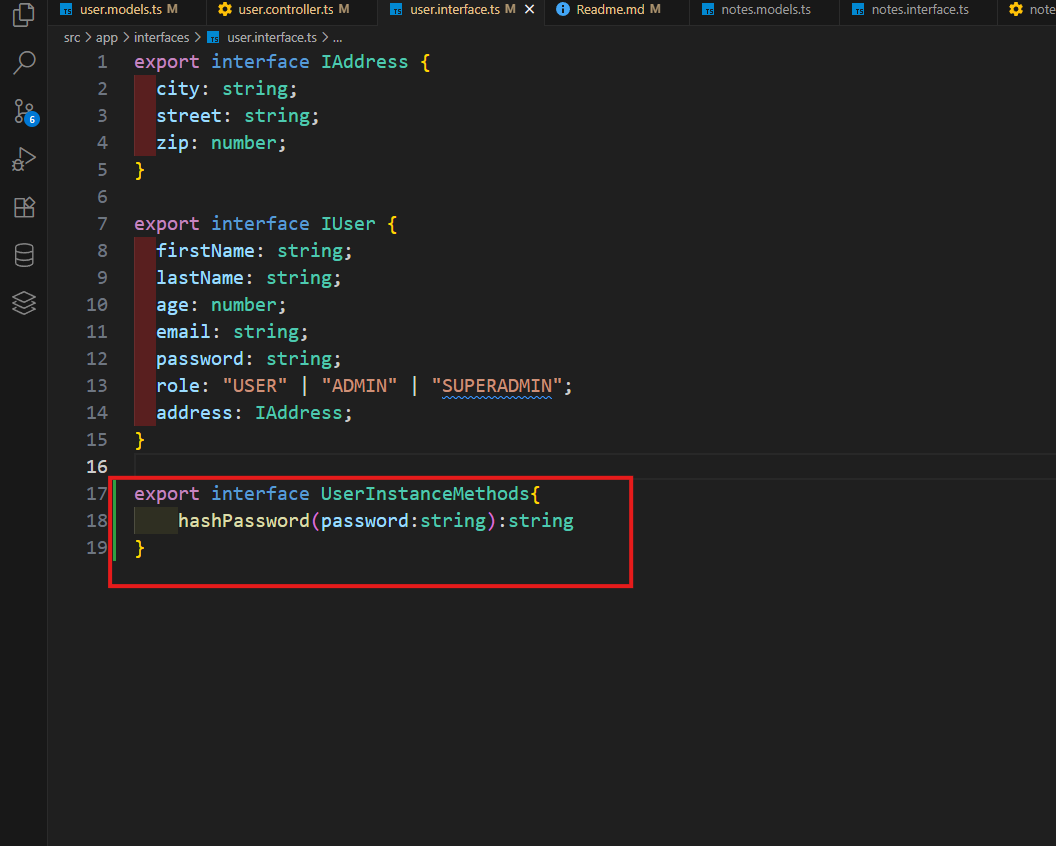 user.models.ts M user.controller.ts M user.interface.ts M Readme.md M notes.models.ts notes.interface.ts note
src > app > interfaces > user.interface.ts > ...
1 export interface IAddress {
2 city: string;
3 street: string;
4 zip: number;
5 }
6
7 export interface IUser {
8 firstName: string;
9 lastName: string;
10 age: number;
11 email: string;
12 password: string;
13 role: "USER" | "ADMIN" | "SUPERADMIN";
14 address: IAddress;
15 }
16
17 export interface UserInstanceMethods{
18 hashPassword(password:string):string
19 }
6